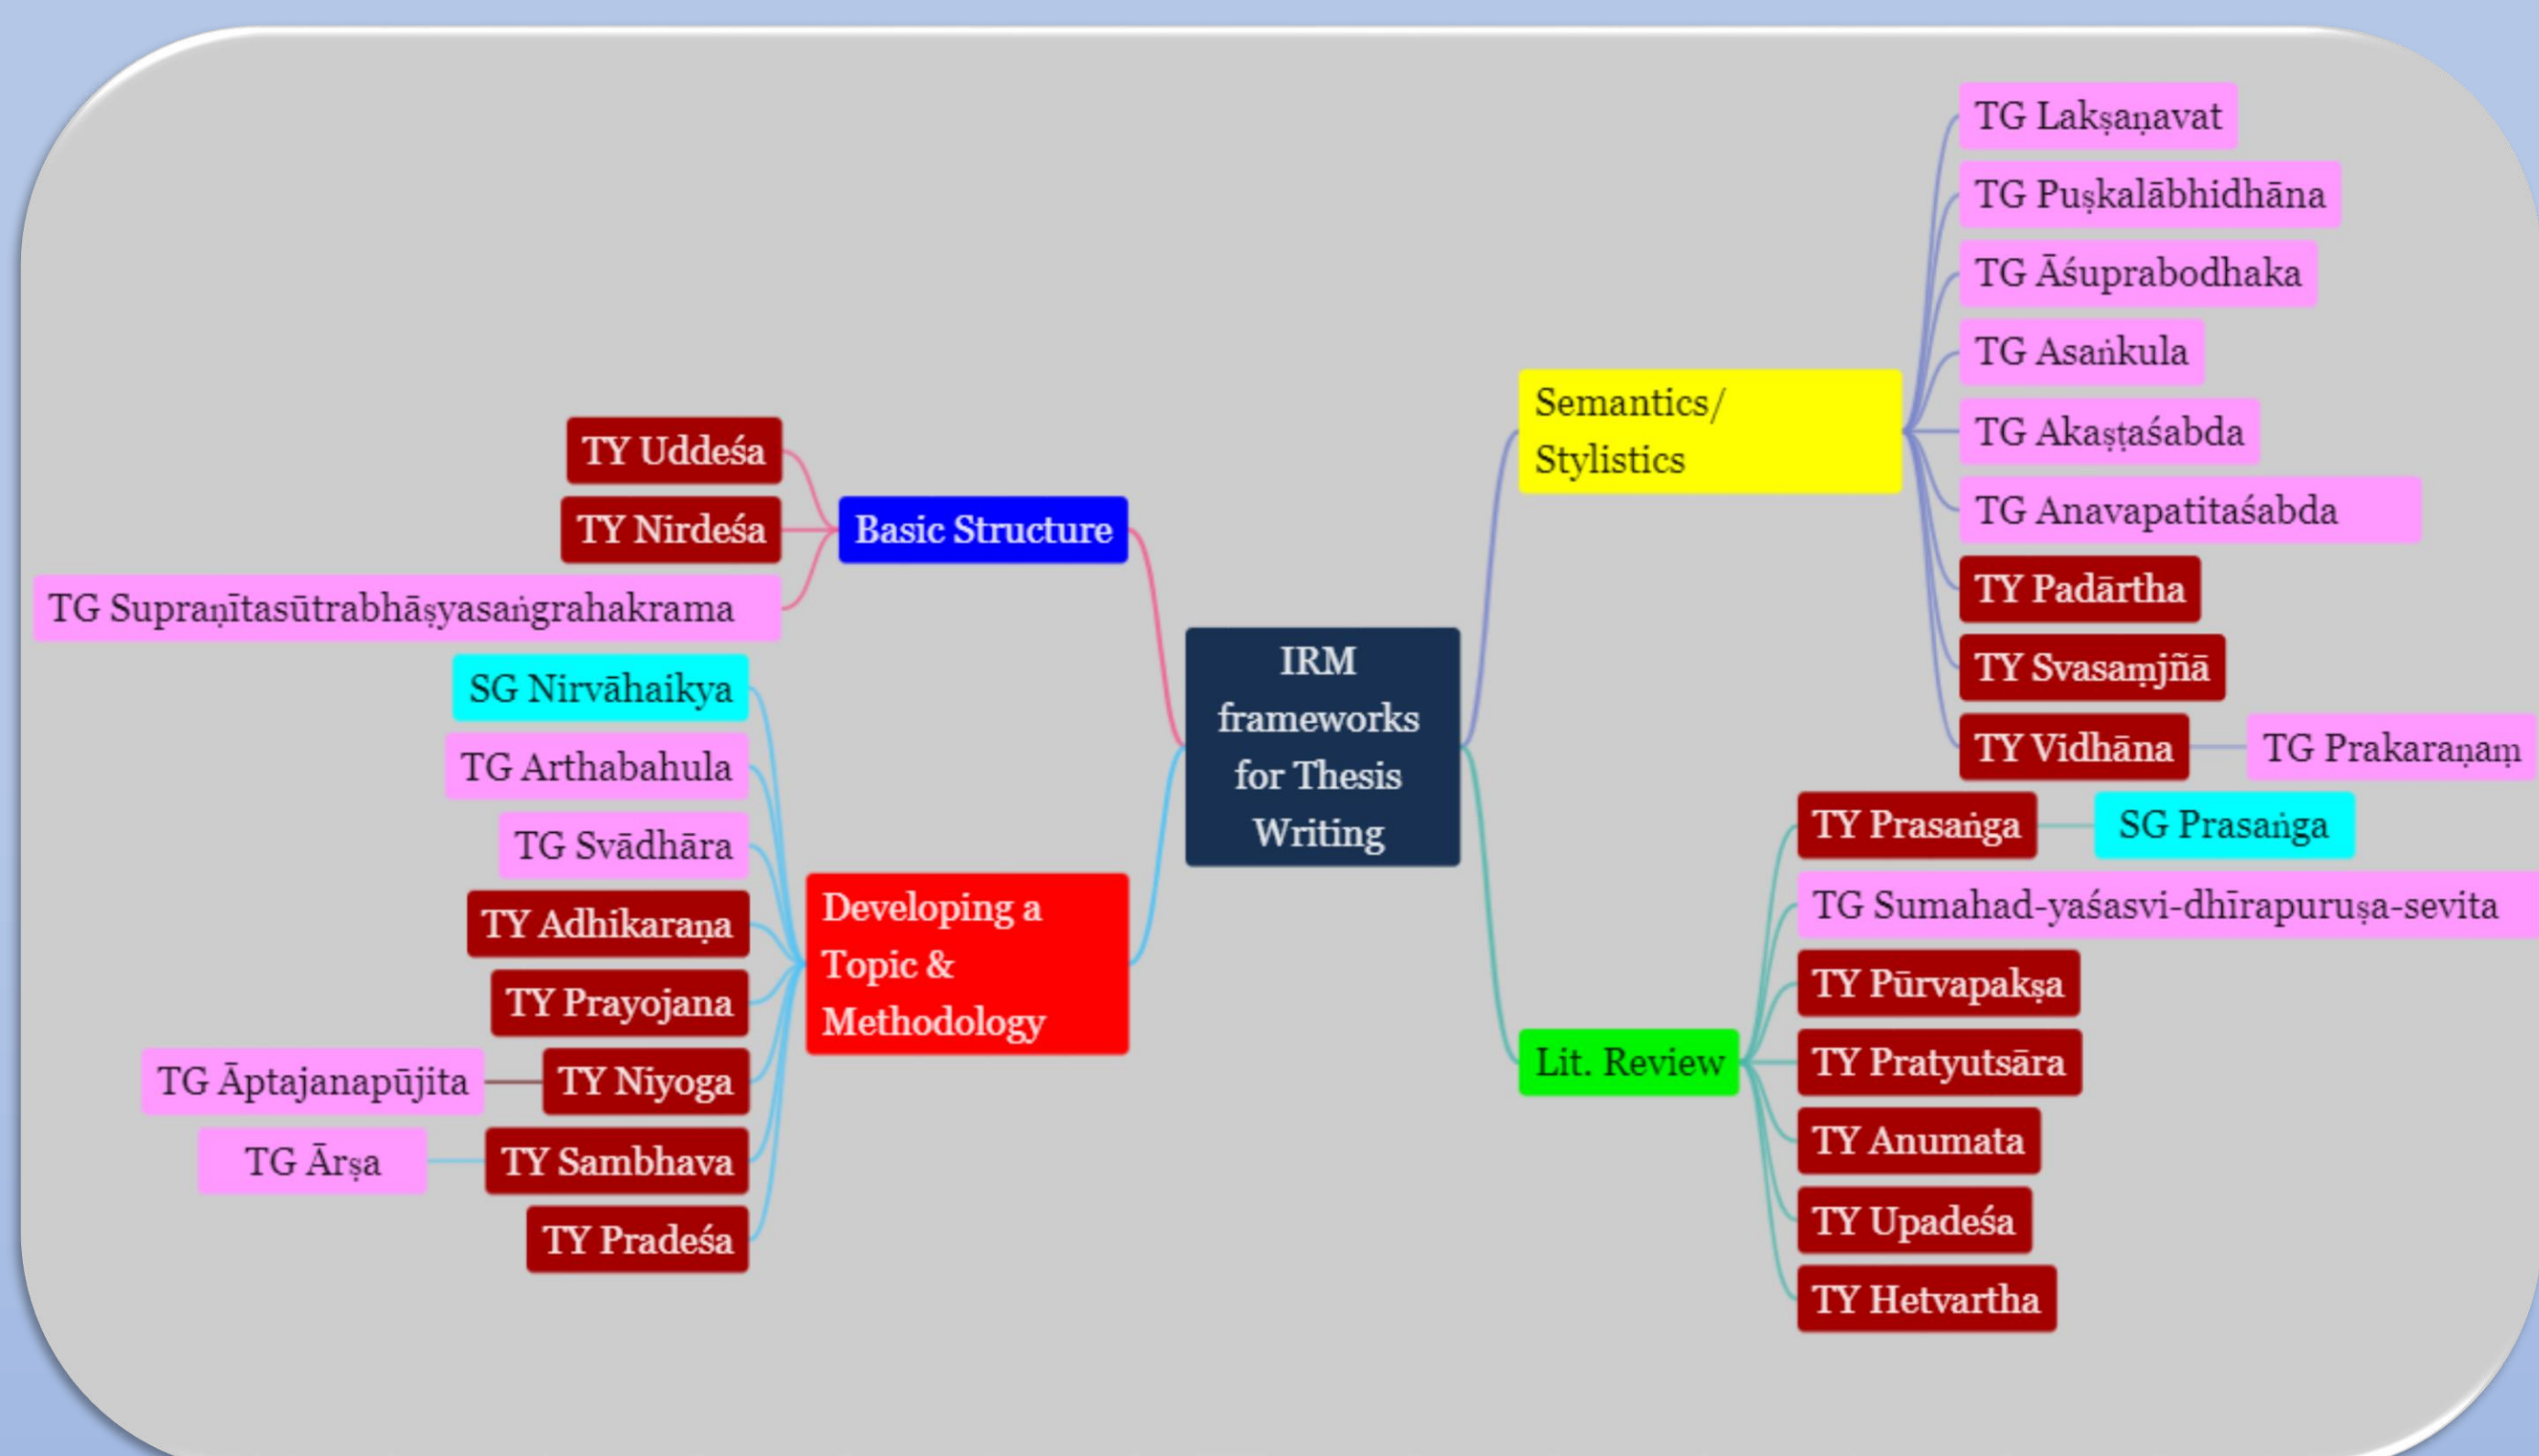 IRM
frameworks
for Thesis
Writing
Basic Structure
TY Uddeśa
TY Nirdeśa
TG Supraṇītasūtrabhāṣyasaṅgrahakrama
Developing a
Topic &
Methodology
SG Nirvāhaikya
TG Arthabahula
TG Svādhāra
TY Adhikaraṇa
TY Prayojana
TY Niyoga
TG Āptajanapūjita
TY Sambhava
TG Ārṣa
TY Pradeśa
Semantics/
Stylistics
TG Lakṣaṇavat
TG Puṣkalābhidhāna
TG Āśuprabodhaka
TG Asaṅkula
TG Akaṣṭaśabda
TG Anavapatitaśabda
TY Padārtha
TY Svasaṃjñā
TY Vidhāna
TG Prakaraṇaṃ
Lit. Review
TY Prasaṅga
SG Prasaṅga
TG Sumahad-yaśasvi-dhīrapuruṣa-sevita
TY Pūrvapakṣa
TY Pratyutsāra
TY Anumata
TY Upadeśa
TY Hetvartha